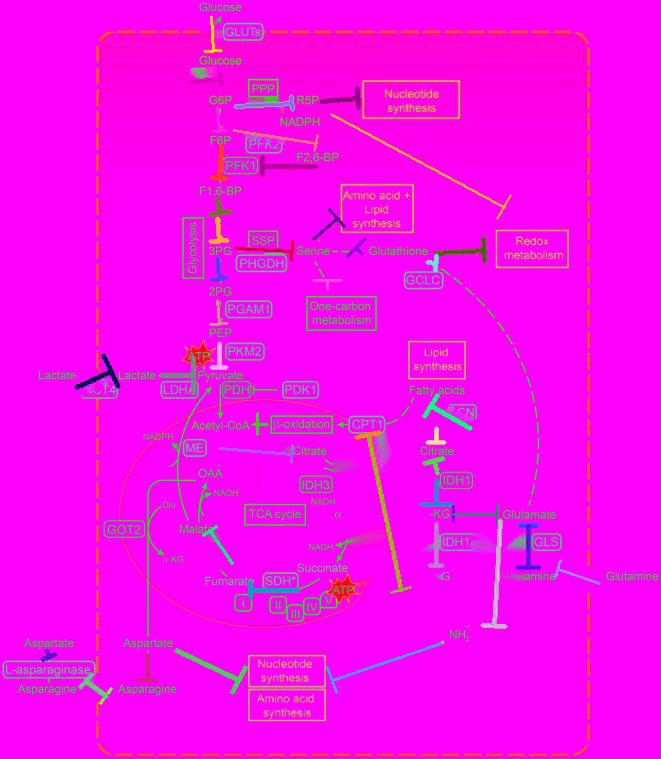 Glucose
GLUTs
Glucose
G6P
PPP
R5P
Nucleotide
synthesis
NADPH
F6P
PFK2
F2,6-BP
PFK1
F1,6-BP
Amino acid +
Lipid
synthesis
Glycolysis
3PG
SSP
PHGDH
Serine
Glutathione
Redox
metabolism
GCLC
2PG
One-carbon
metabolism
PGAM1
PEP
ATP
PKM2
Lipid
synthesis
Lactate
Lactate
LDHA
Pyruvate
PDH
PDK1
Fatty acids
Acetyl-CoA
β-oxidation
CPT1
NADPH
ME
Citrate
Citrate
OAA
NADH
IDH3
IDH1
TCA cycle
NADH
α
-KG
Glutamate
Glu
GOT2
Malate
NADH
IDH1
GLS
α-KG
Succinate
Fumarate
SDH*
Glutamine
I
II
III
IV
V
ATP
NH
Aspartate
Aspartate
L-asparaginase
Asparagine
Asparagine
Nucleotide
synthesis
Amino acid
synthesis